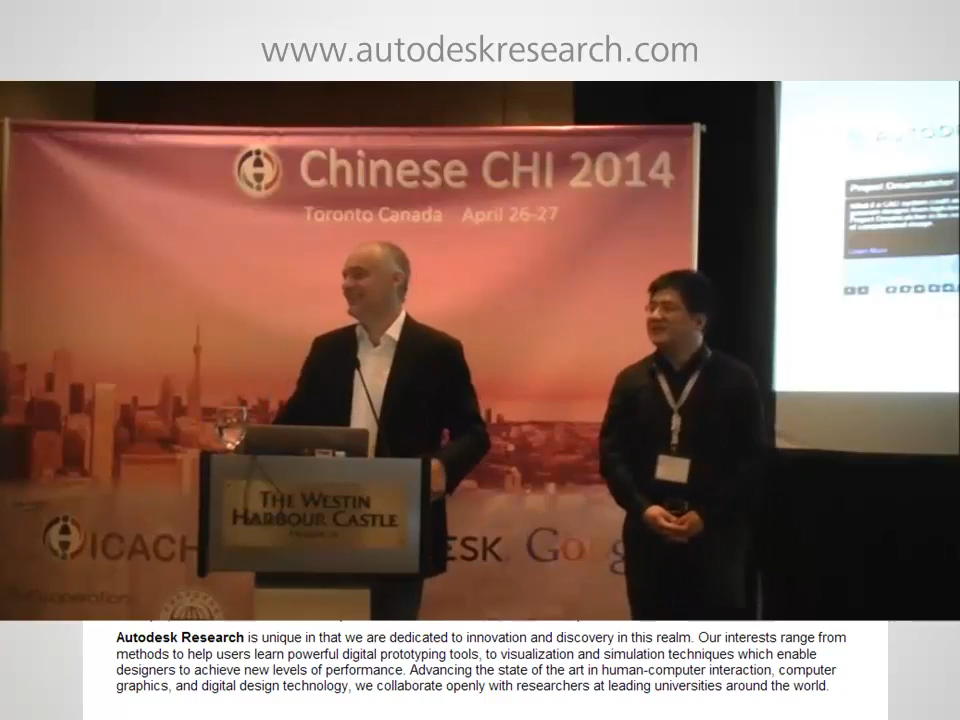 www.autodeskresearch.com
Chinese CHI 2014
Toronto Canada April 26-27
Project Dreamcatcher
Learn More
THE WESTIN
HARBOUR CASTLE
ICACH
ESK Goog
Autodesk Research is unique in that we are dedicated to innovation and discovery in this realm. Our interests range from
methods to help users learn powerful digital prototyping tools, to visualization and simulation techniques which enable
designers to achieve new levels of performance. Advancing the state of the art in human-computer interaction, computer
graphics, and digital design technology, we collaborate openly with researchers at leading universities around the world.